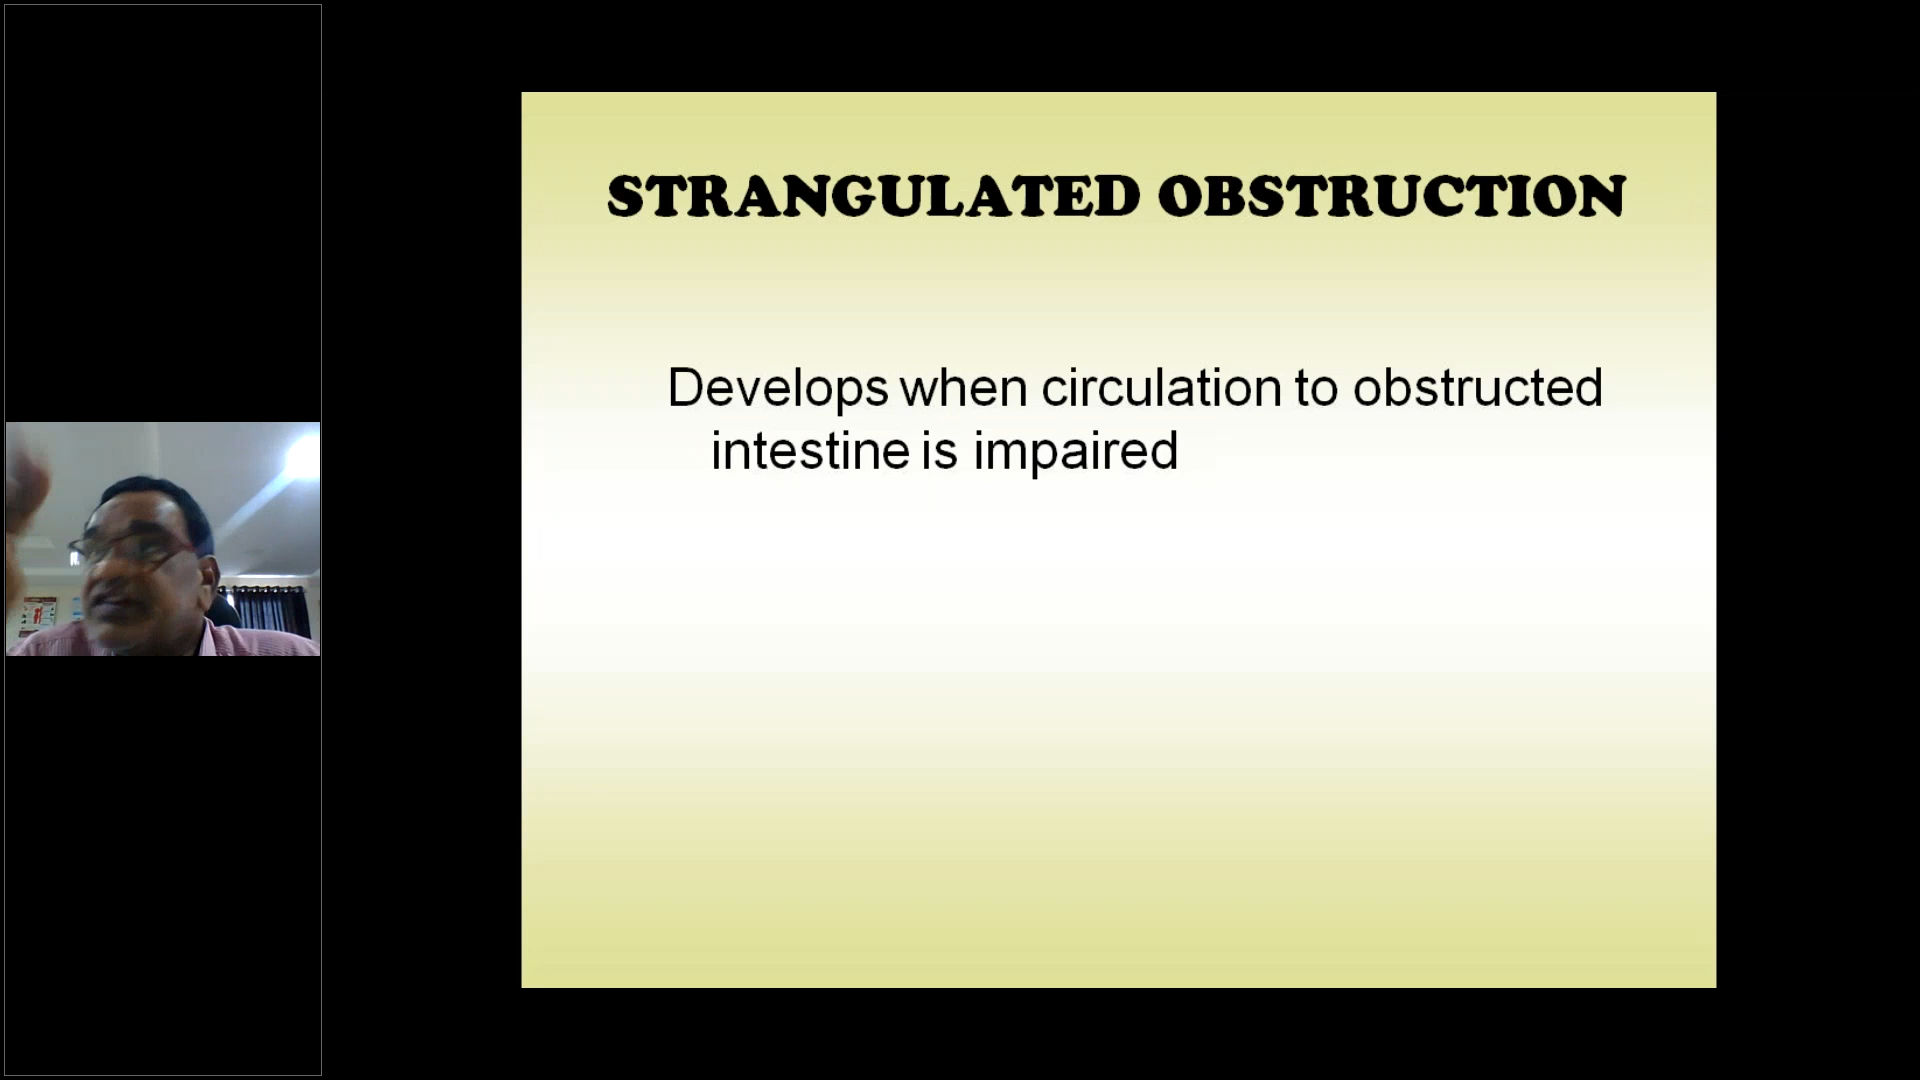 STRANGULATED OBSTRUCTION
Develops when circulation to obstructed
intestine is impaired